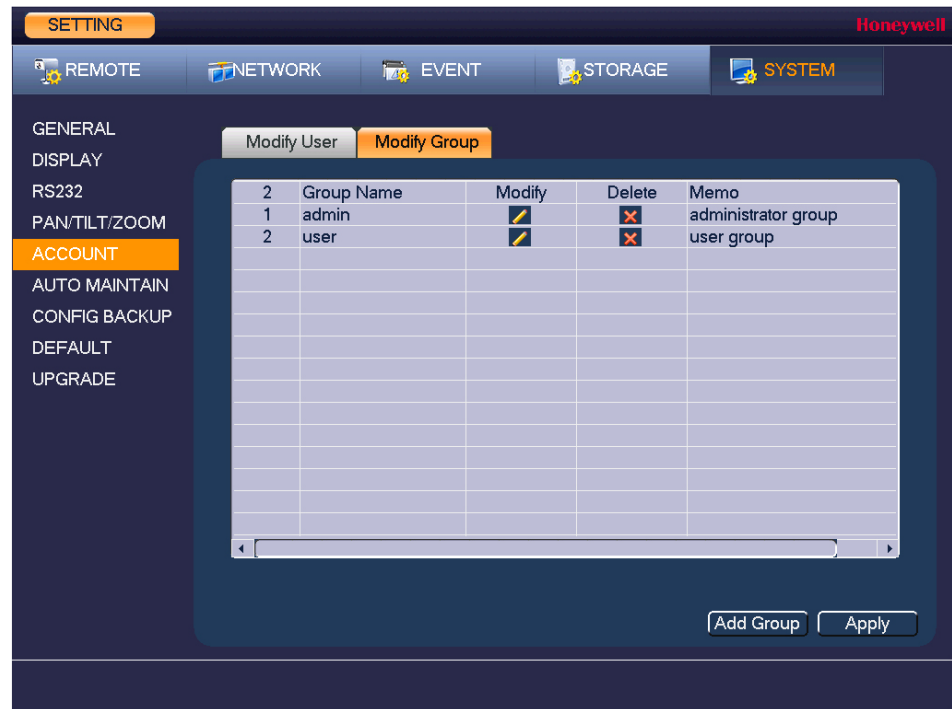 SETTING Honeywell
REMOTE NETWORK EVENT STORAGE SYSTEM
GENERAL
DISPLAY
RS232
PAN/TILT/ZOOM
ACCOUNT
AUTO MAINTAIN
CONFIG BACKUP
DEFAULT
UPGRADE
Modify User Modify Group
2 Group Name Modify Delete Memo
1 admin administrator group
2 user user group
Add Group Apply